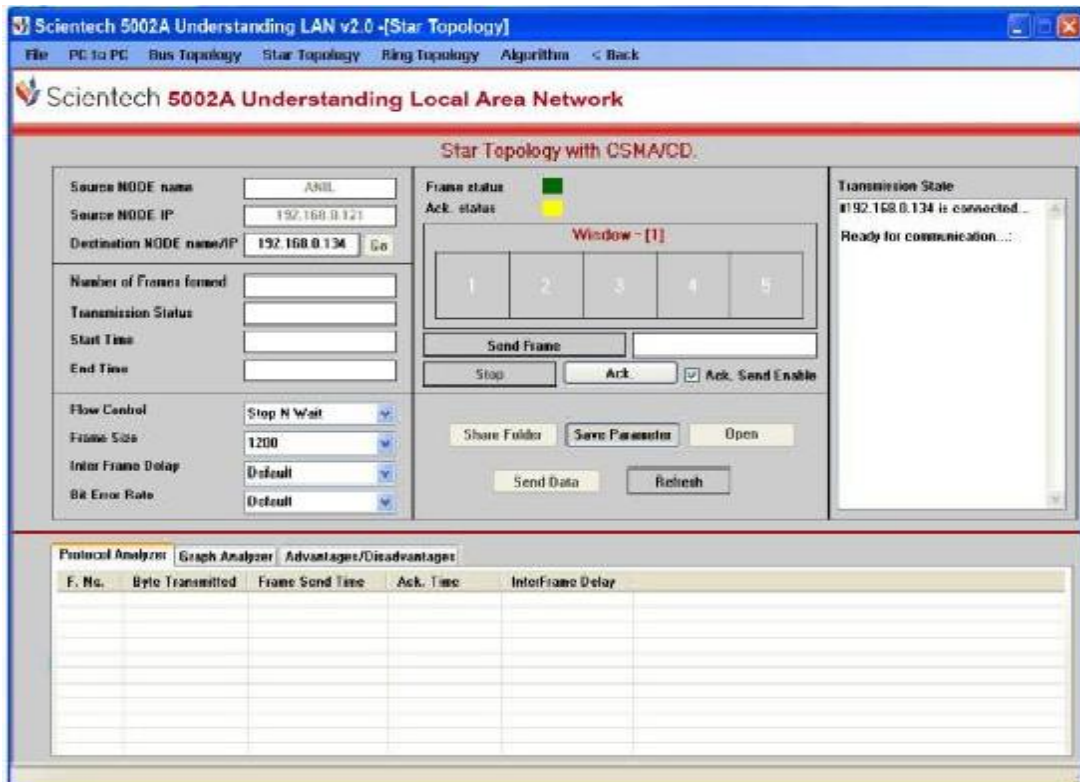 Scientech 5002A Understanding LAN v2.0 -[Star Topology]
File PC to PC Bus Topology Star Topology Ring Topology Algorithm < Back
Scientech 5002A Understanding Local Area Network
Star Topology with CSMA/CD.
Source NODE name ANIL
Source NODE IP 192.168.0.121
Destination NODE name/IP 192.168.0.134 Go
Number of Frames formed
Transmission Status
Start Time
End Time
Flow Control Stop N Wait
Frame Size 1200
Inter Frame Delay Default
Bit Error Rate Default
Frame status
Ack. status
Window - [1]
1 2 3 4 5
Send Frame
Stop Ack. Ack. Send Enable
Share Folder Save Parameter Open
Send Data Refresh
Transmission State
192.168.0.134 is connected...
Ready for communication...:
Protocol Analyzer Graph Analyzer Advantages/Disadvantages
F. No. Byte Transmitted Frame Send Time Ack. Time InterFrame Delay